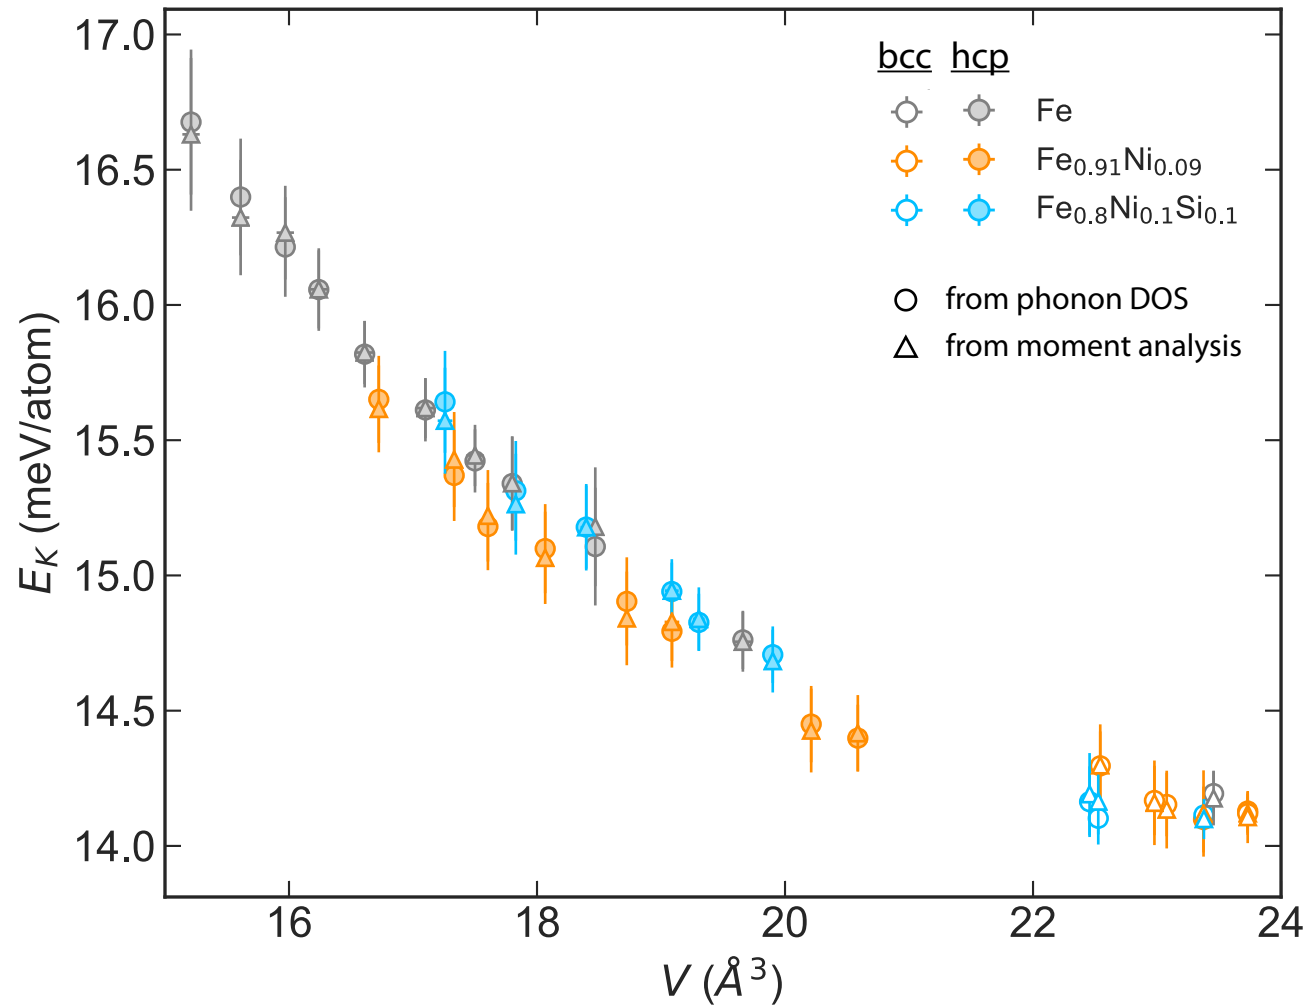 17.0
16.5
16.0
15.5
15.0
14.5
14.0
E_K (meV/atom)
16 18 20 22 24
V (Å³)
bcc hcp
Fe
Fe₀.₉₁Ni₀.₀₉
Fe₀.₈Ni₀.₁Si₀.₁
from phonon DOS
from moment analysis